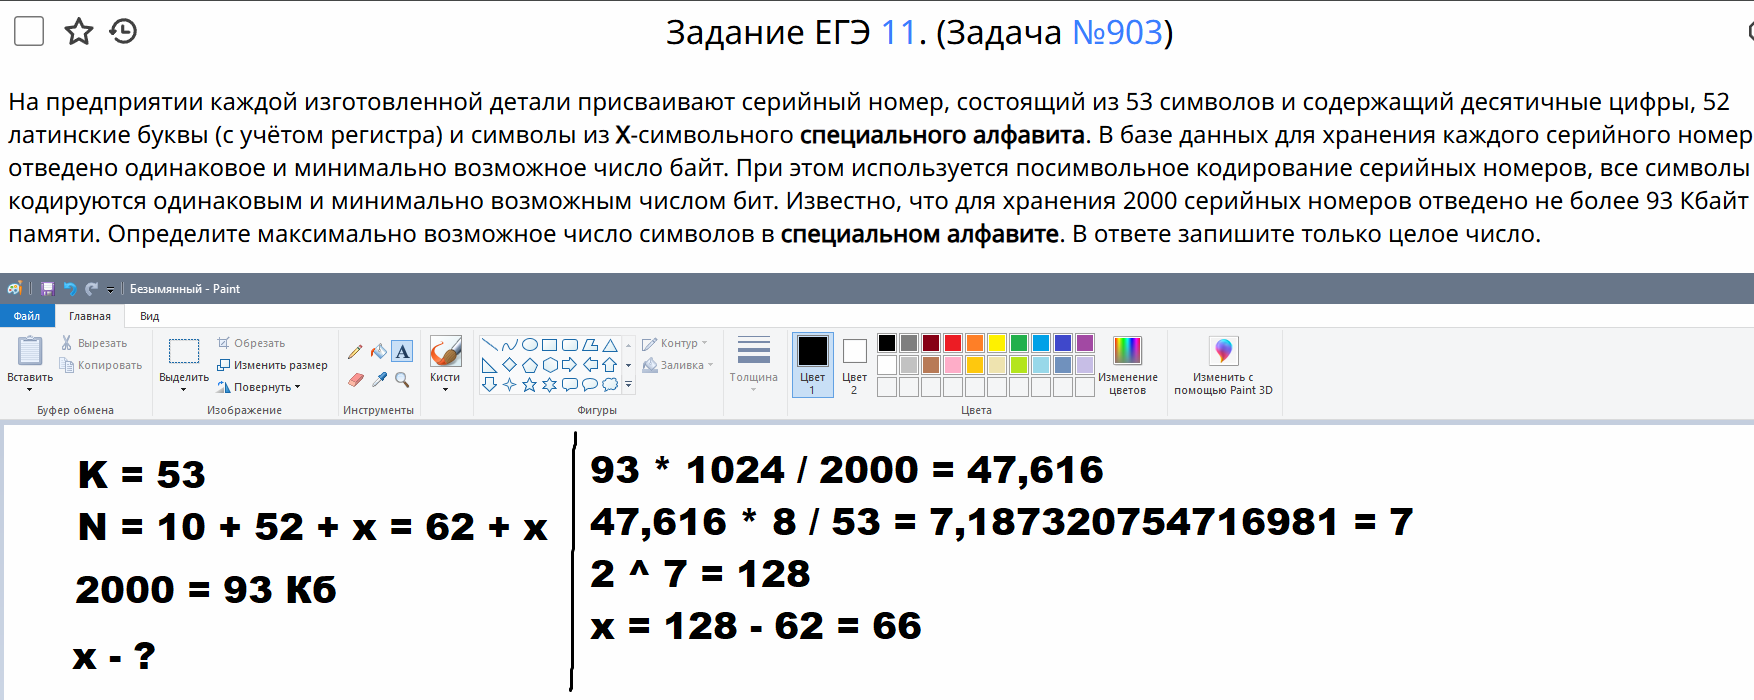 Задание ЕГЭ 11. (Задача №903)
На предприятии каждой изготовленной детали присваивают серийный номер, состоящий из 53 символов и содержащий десятичные цифры, 52
латинские буквы (с учётом регистра) и символы из X-символьного специального алфавита. В базе данных для хранения каждого серийного номер
отведено одинаковое и минимально возможное число байт. При этом используется посимвольное кодирование серийных номеров, все символы
кодируются одинаковым и минимально возможным числом бит. Известно, что для хранения 2000 серийных номеров отведено не более 93 Кбайт
памяти. Определите максимально возможное число символов в специальном алфавите. В ответе запишите только целое число.
Безымянный - Paint
Файл Главная Вид
Вставить
Вырезать
Копировать
Буфер обмена
Выделить
Обрезать
Изменить размер
Повернуть
Изображение
A
Инструменты
Кисти
Контур
Заливка
Фигуры
Толщина
Цвет 1
Цвет 2
Изменение цветов
Цвета
Изменить с помощью Paint 3D
K = 53
N = 10 + 52 + x = 62 + x
2000 = 93 Кб
x - ?
93 * 1024 / 2000 = 47,616
47,616 * 8 / 53 = 7,187320754716981 = 7
2 ^ 7 = 128
x = 128 - 62 = 66